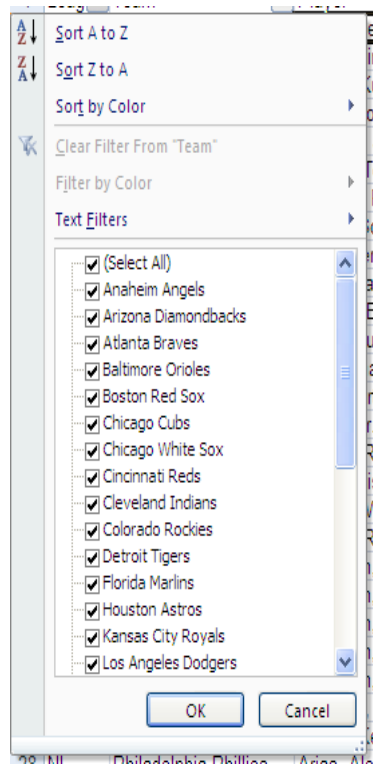 Team
A
Z
Sort A to Z
Z
A
Sort Z to A
Sort by Color
Clear Filter From "Team"
Filter by Color
Text Filters
(Select All)
Anaheim Angels
Arizona Diamondbacks
Atlanta Braves
Baltimore Orioles
Boston Red Sox
Chicago Cubs
Chicago White Sox
Cincinnati Reds
Cleveland Indians
Colorado Rockies
Detroit Tigers
Florida Marlins
Houston Astros
Kansas City Royals
Los Angeles Dodgers
OK Cancel
28 NL Philadelphia Phillies